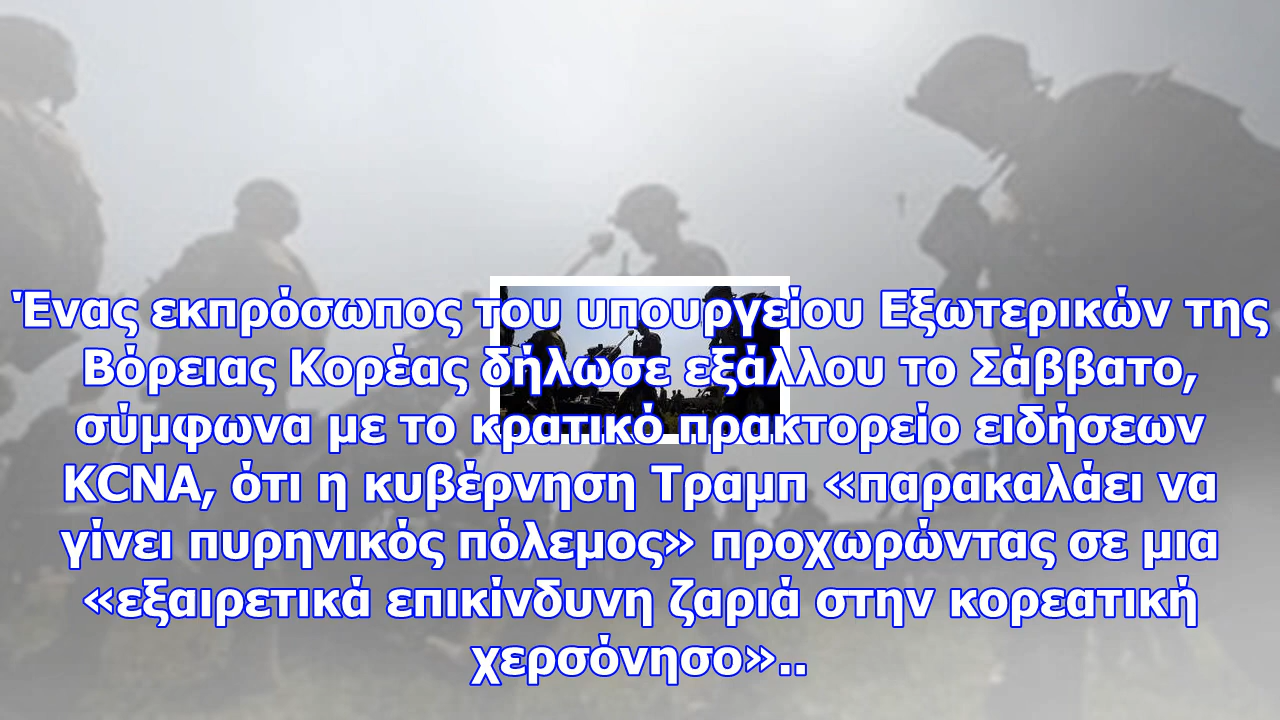 Ένας εκπρόσωπος του υπουργείου Εξωτερικών της
Βόρειας Κορέας δήλωσε εξάλλου το Σάββατο,
σύμφωνα με το κρατικό πρακτορείο ειδήσεων
KCNA, ότι η κυβέρνηση Τραμπ «παρακαλάει να
γίνει πυρηνικός πόλεμος» προχωρώντας σε μια
«εξαιρετικά επικίνδυνη ζαριά στην κορεατική
χερσόνησο»..